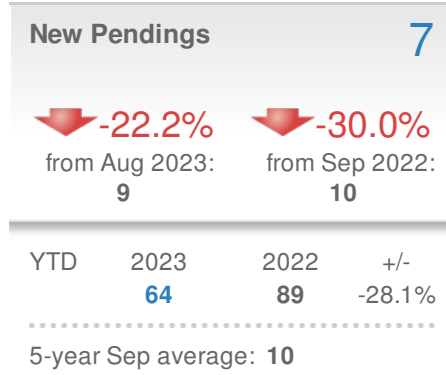 New Pendings 7
-22.2% -30.0%
from Aug 2023: from Sep 2022:
9 10
YTD 2023 2022 +/-
64 89 -28.1%
5-year Sep average: 10